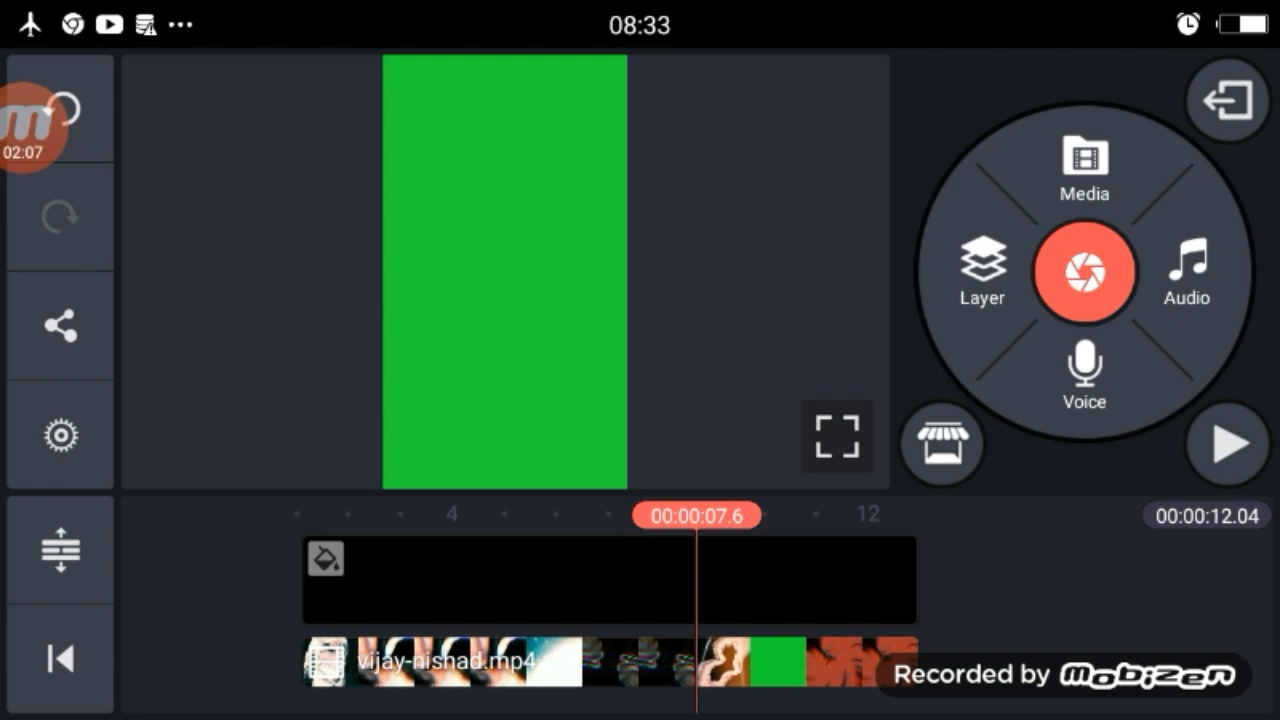 08:33
m
02:07
Media
Layer
Audio
Voice
4
00:00:07.6
12
00:00:12.04
vijay-nishad.mp4
Recorded by mobizen